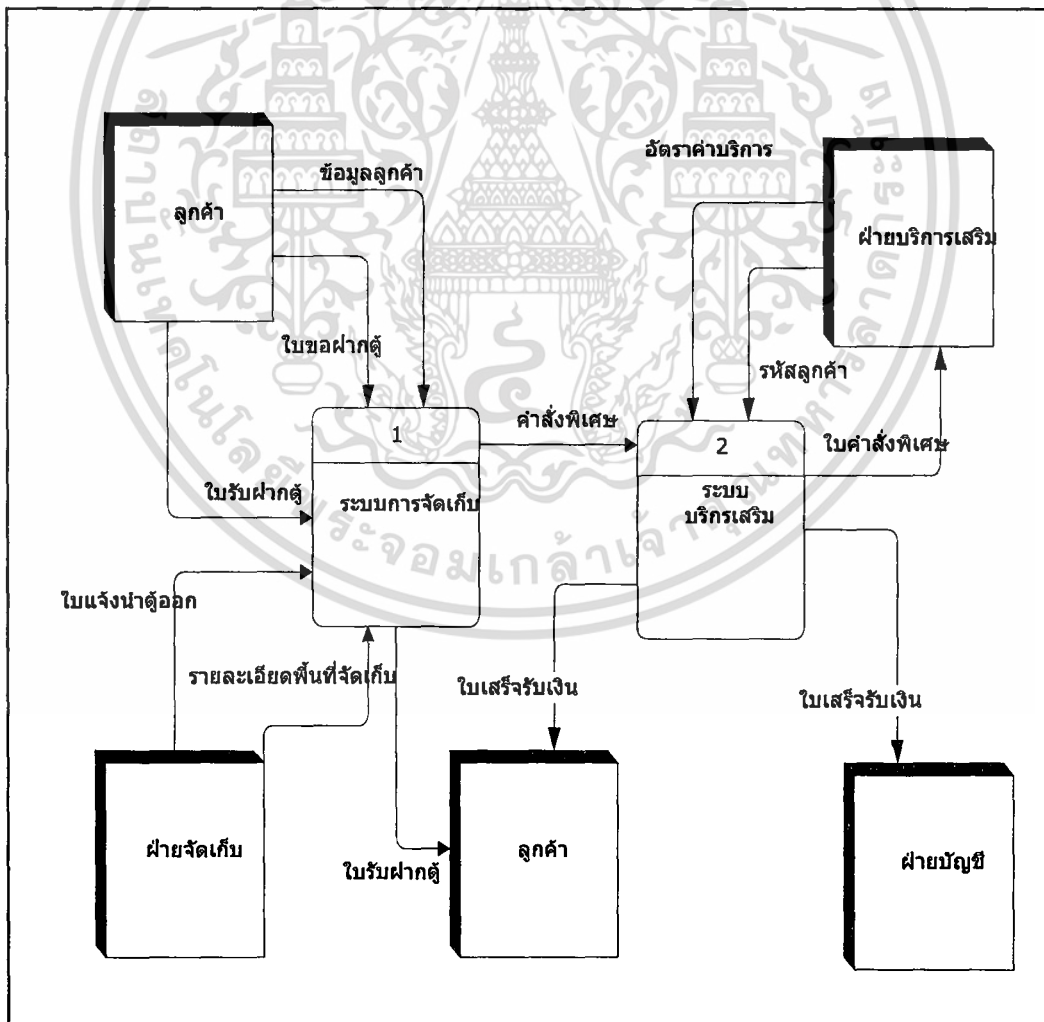 ข้อมูลลูกค้า
อัตราค่าบริการ
ลูกค้า
ฝ่ายบริการเสริม
ใบขอฝากตู้
รหัสลูกค้า
คำสั่งพิเศษ
ใบคำสั่งพิเศษ
1
2
ใบรับฝากตู้
ระบบการจัดเก็บ
ระบบ
บริกรเสริม
ใบแจ้งนำตู้ออก
รายละเอียดพื้นที่จัดเก็บ
ใบเสร็จรับเงิน
ใบเสร็จรับเงิน
ฝ่ายจัดเก็บ
ใบรับฝากตู้
ลูกค้า
ฝ่ายบัญชี